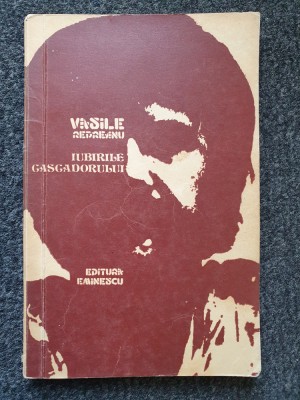 VASILE
REBREANU
IUBIRILE
CASCADORULUI
EDITURA
EMINESCU